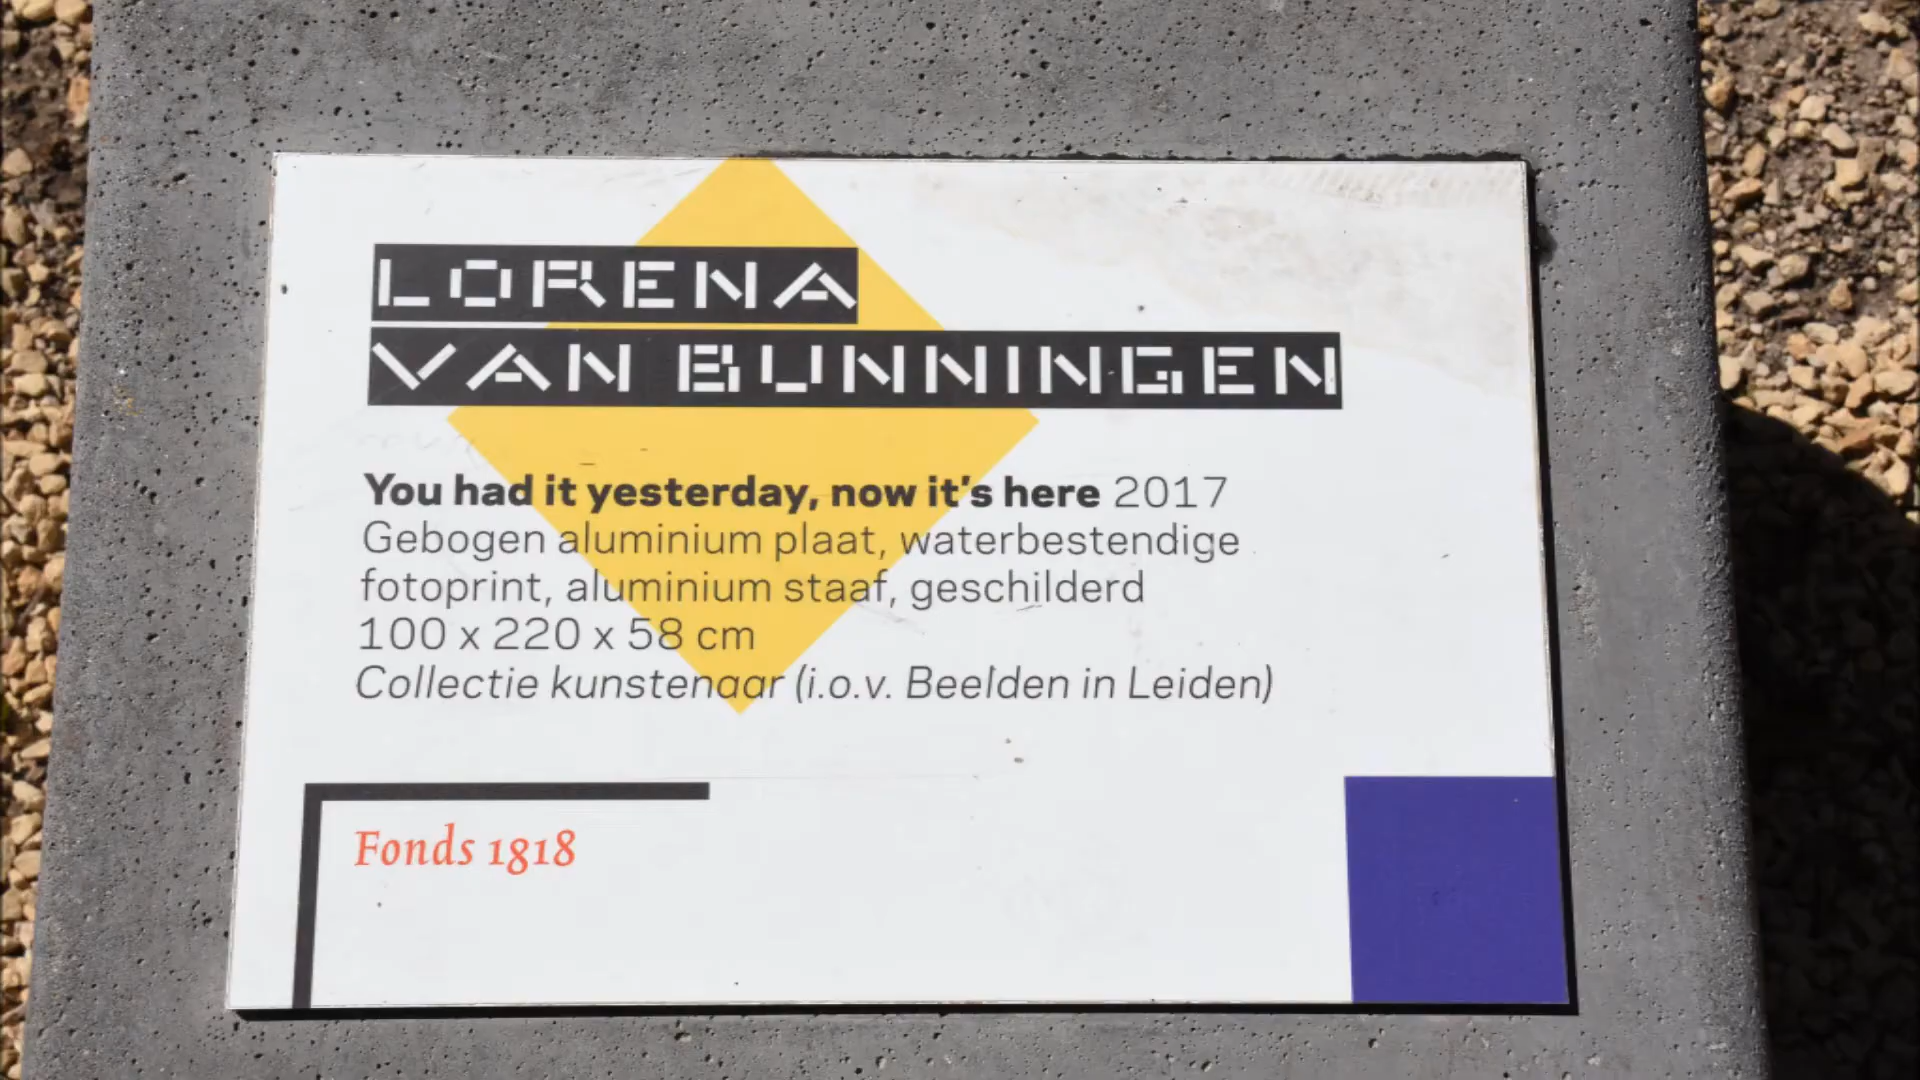 LORENA
VAN BUNNINGEN
You had it yesterday, now it's here 2017
Gebogen aluminium plaat, waterbestendige
fotoprint, aluminium staaf, geschilderd
100 x 220 x 58 cm
Collectie kunstenaar (i.o.v. Beelden in Leiden)
Fonds 1818